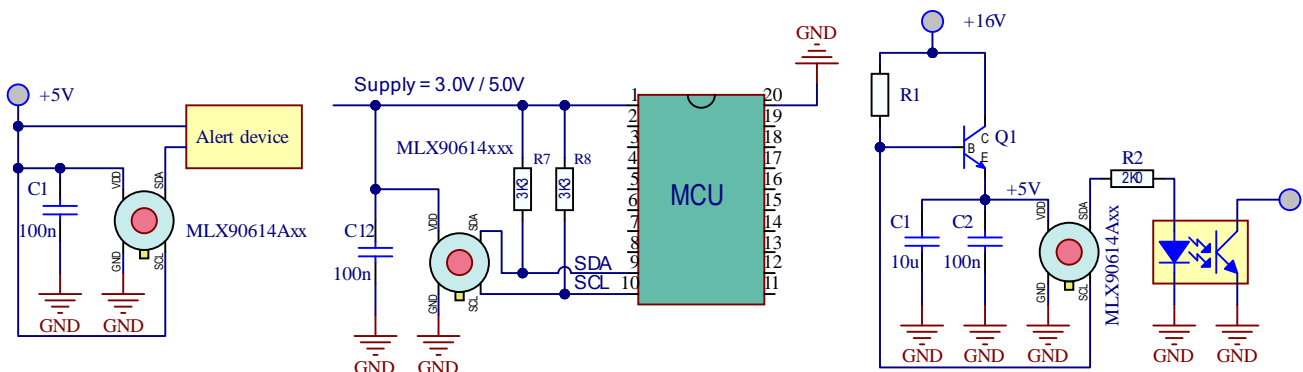 +5V
Alert device
C1
100n
VDD
SDA
GND
SCL
MLX90614Axx
GND
GND
Supply = 3.0V / 5.0V
MLX90614xxx
R7
3K3
R8
3K3
C12
100n
VDD
SDA
GND
SCL
SDA
SCL
GND
GND
MCU
1
2
3
4
5
6
7
8
9
10
20
19
18
17
16
15
14
13
12
11
GND
+16V
R1
Q1
C
B
E
+5V
C1
10u
C2
100n
VDD
SDA
GND
SCL
MLX90614Axx
R2
2K0
GND
GND
GND
GND
GND